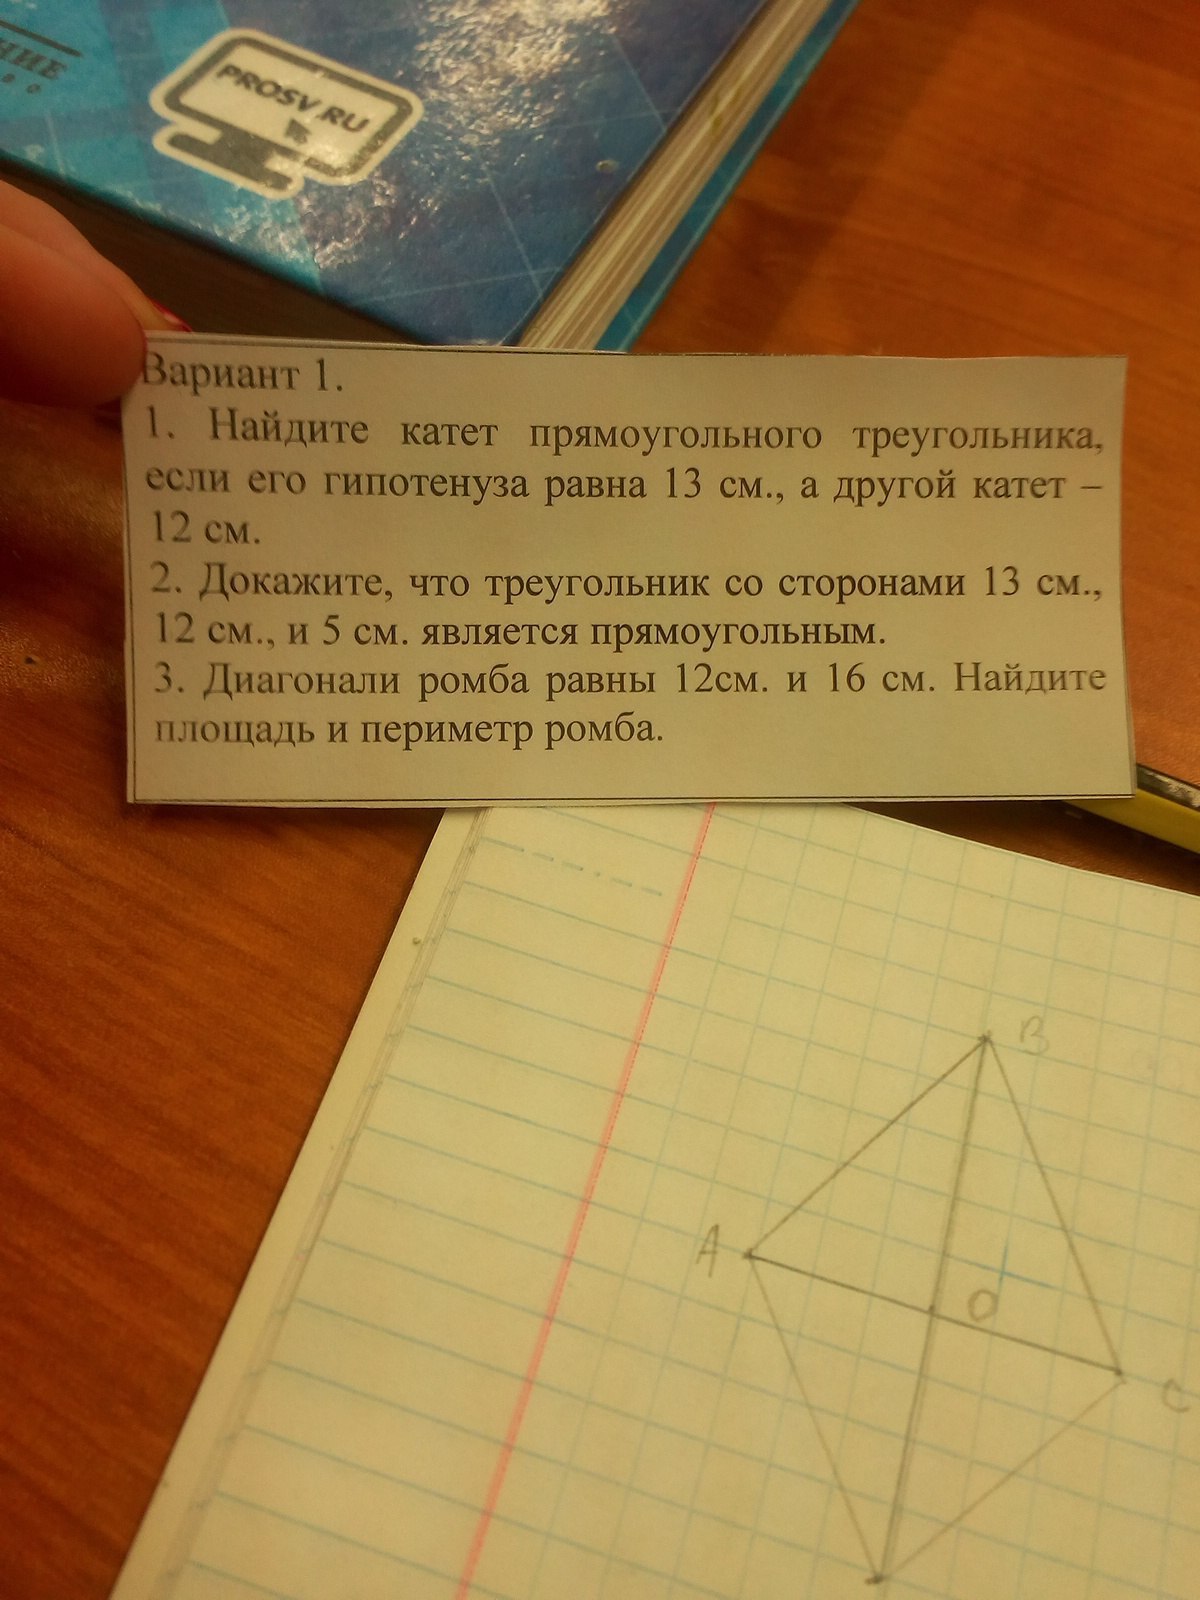 НИЕ
PROSV.RU
Вариант 1.
1. Найдите катет прямоугольного треугольника,
если его гипотенуза равна 13 см., а другой катет –
12 см.
2. Докажите, что треугольник со сторонами 13 см.,
12 см., и 5 см. является прямоугольным.
3. Диагонали ромба равны 12см. и 16 см. Найдите
площадь и периметр ромба.
B
A
O
C